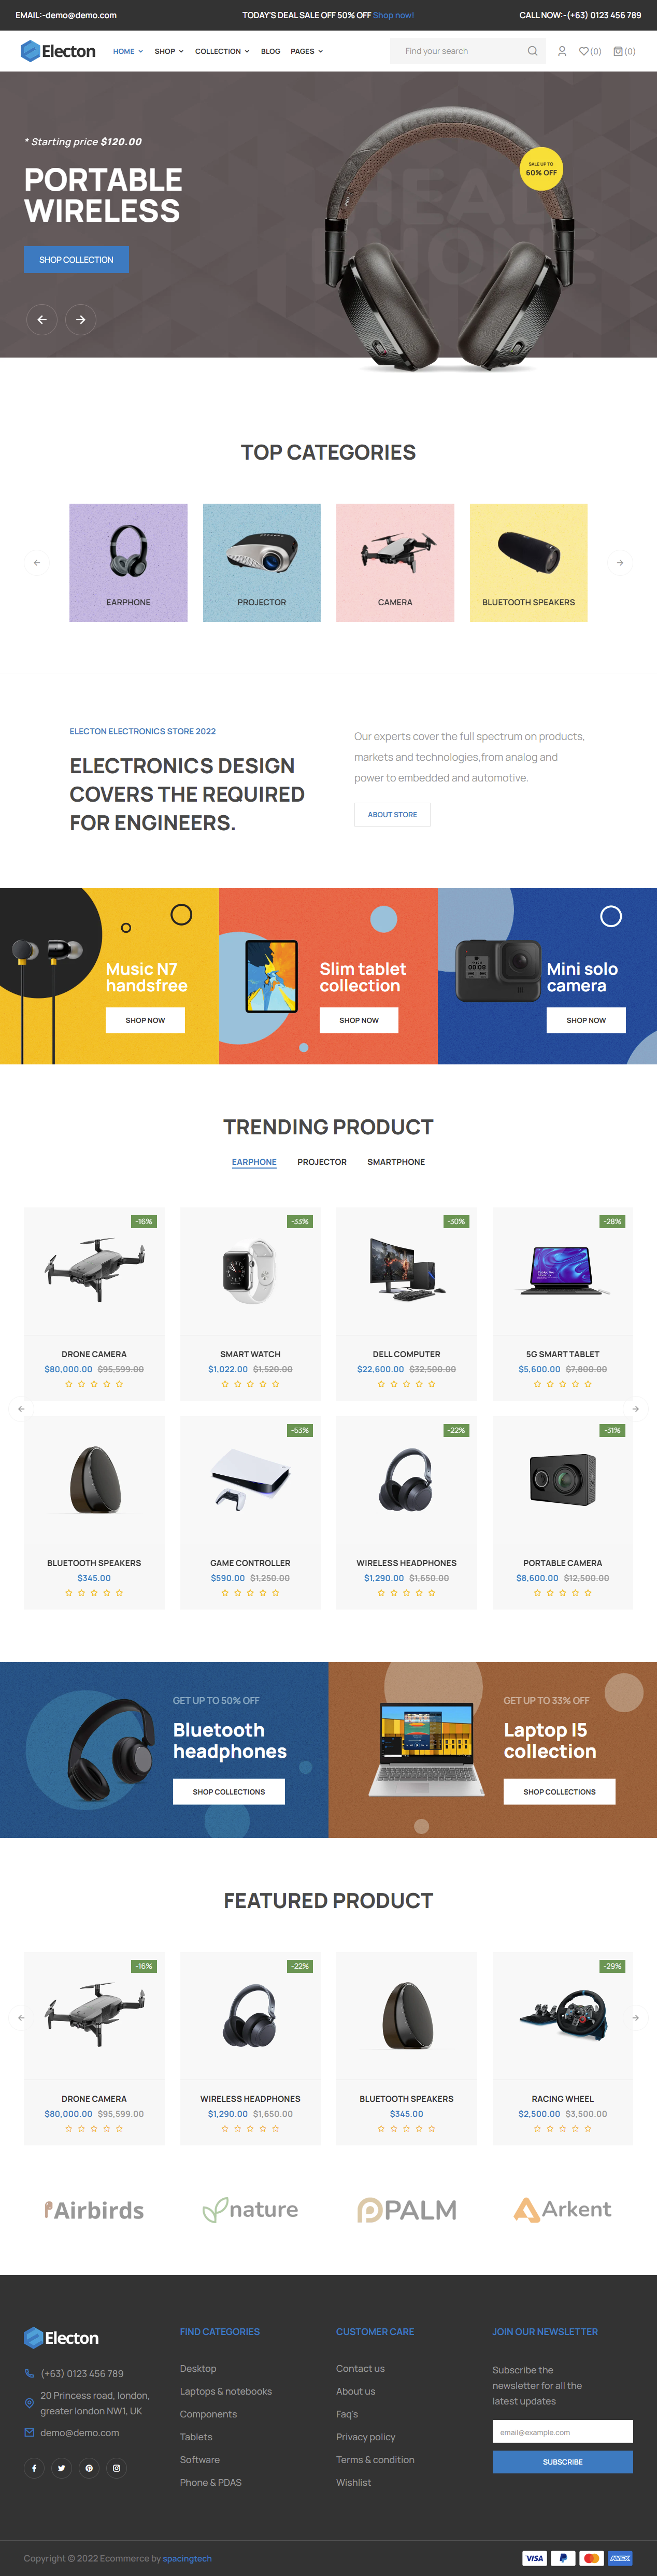 EMAIL:-demo@demo.com
TODAY'S DEAL SALE OFF 50% OFF Shop now!
CALL NOW:-(+63) 0123 456 789
Electon
HOME
SHOP
COLLECTION
BLOG
PAGES
Find your search
(0)
(0)
* Starting price $120.00
PORTABLE
WIRELESS
SHOP COLLECTION
HEAD
PHONE
SALE UP TO
60% OFF
TOP CATEGORIES
EARPHONE
PROJECTOR
CAMERA
BLUETOOTH SPEAKERS
ELECTON ELECTRONICS STORE 2022
ELECTRONICS DESIGN
COVERS THE REQUIRED
FOR ENGINEERS.
Our experts cover the full spectrum on products,
markets and technologies,from analog and
power to embedded and automotive.
ABOUT STORE
Music N7
handsfree
SHOP NOW
Slim tablet
collection
SHOP NOW
Mini solo
camera
SHOP NOW
TRENDING PRODUCT
EARPHONE
PROJECTOR
SMARTPHONE
-16%
DRONE CAMERA
$80,000.00 $95,599.00
-33%
SMART WATCH
$1,022.00 $1,520.00
-30%
DELL COMPUTER
$22,600.00 $32,500.00
-28%
5G SMART TABLET
$5,600.00 $7,800.00
BLUETOOTH SPEAKERS
$345.00
-53%
GAME CONTROLLER
$590.00 $1,250.00
-22%
WIRELESS HEADPHONES
$1,290.00 $1,650.00
-31%
PORTABLE CAMERA
$8,600.00 $12,500.00
GET UP TO 50% OFF
Bluetooth
headphones
SHOP COLLECTIONS
GET UP TO 33% OFF
Laptop I5
collection
SHOP COLLECTIONS
FEATURED PRODUCT
-16%
DRONE CAMERA
$80,000.00 $95,599.00
-22%
WIRELESS HEADPHONES
$1,290.00 $1,650.00
BLUETOOTH SPEAKERS
$345.00
-29%
RACING WHEEL
$2,500.00 $3,500.00
Airbirds
nature
PALM
Arkent
Electon
(+63) 0123 456 789
20 Princess road, london,
greater london NW1, UK
demo@demo.com
FIND CATEGORIES
Desktop
Laptops & notebooks
Components
Tablets
Software
Phone & PDAS
CUSTOMER CARE
Contact us
About us
Faq's
Privacy policy
Terms & condition
Wishlist
JOIN OUR NEWSLETTER
Subscribe the
newsletter for all the
latest updates
email@example.com
SUBSCRIBE
Copyright © 2022 Ecommerce by spacingtech
VISA
AMEX